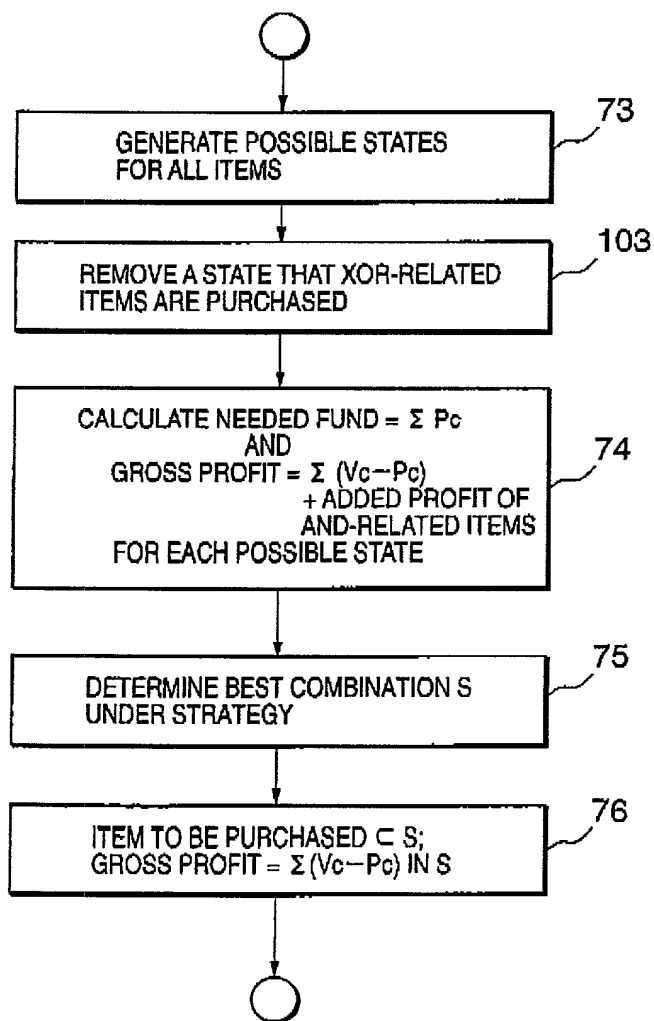 73
GENERATE POSSIBLE STATES
FOR ALL ITEMS
103
REMOVE A STATE THAT XOR-RELATED
ITEMS ARE PURCHASED
74
CALCULATE NEEDED FUND = Σ Pc
AND
GROSS PROFIT = Σ (Vc−Pc)
+ ADDED PROFIT OF
AND-RELATED ITEMS
FOR EACH POSSIBLE STATE
75
DETERMINE BEST COMBINATION S
UNDER STRATEGY
76
ITEM TO BE PURCHASED ⊂ S;
GROSS PROFIT = Σ (Vc−Pc) IN S